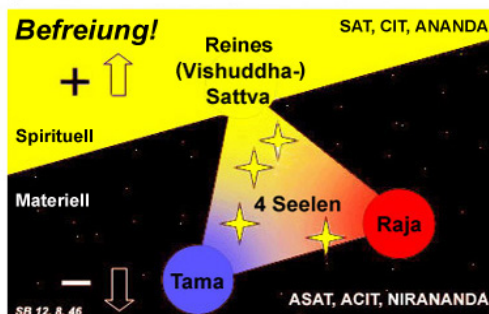 Befreiung!
SAT, CIT, ANANDA
+
Reines
(Vishuddha-)
Sattva
Spirituell
Materiell
4 Seelen
Raja
Tama
–
SB 12, 8, 46
ASAT, ACIT, NIRANANDA